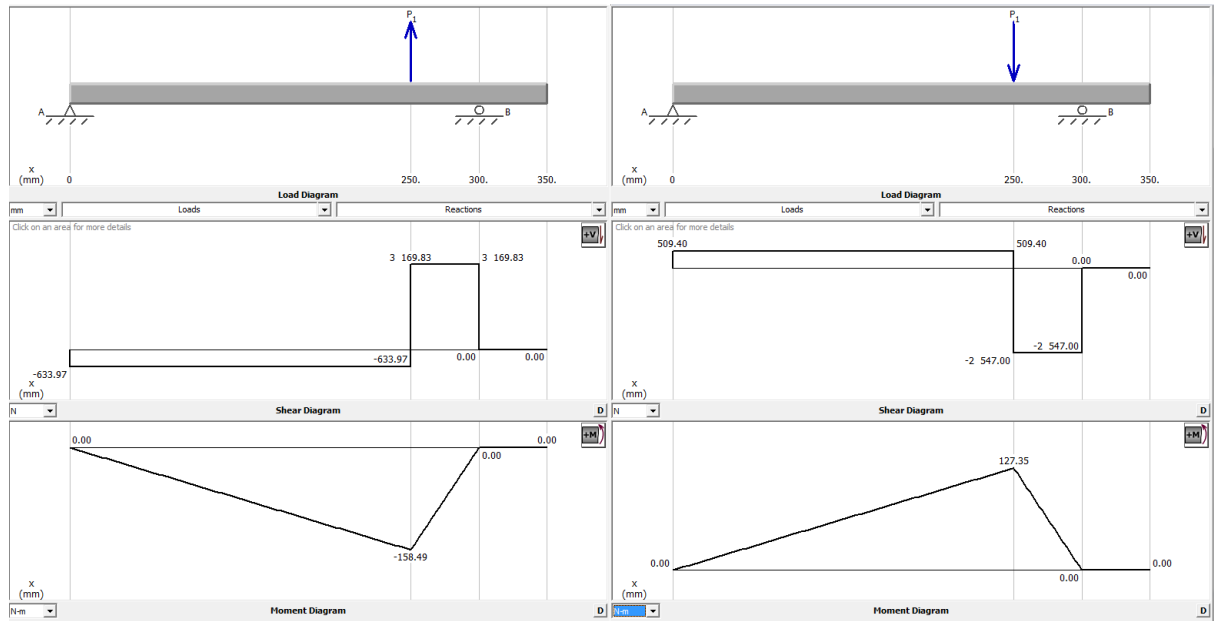 P1
A
B
x
(mm) 0 250. 300. 350.
Load Diagram
mm Loads Reactions
Click on an area for more details
+V
3 169.83 3 169.83
-633.97 0.00 0.00
-633.97
x
(mm)
N Shear Diagram D
0.00 0.00
+M
0.00
-158.49
x
(mm)
N-m Moment Diagram D
P1
A
B
x
(mm) 0 250. 300. 350.
Load Diagram
mm Loads Reactions
Click on an area for more details
+V
509.40 509.40
0.00
0.00
-2 547.00
-2 547.00
x
(mm)
N Shear Diagram D
+M
127.35
0.00 0.00
0.00
x
(mm)
N-m Moment Diagram D